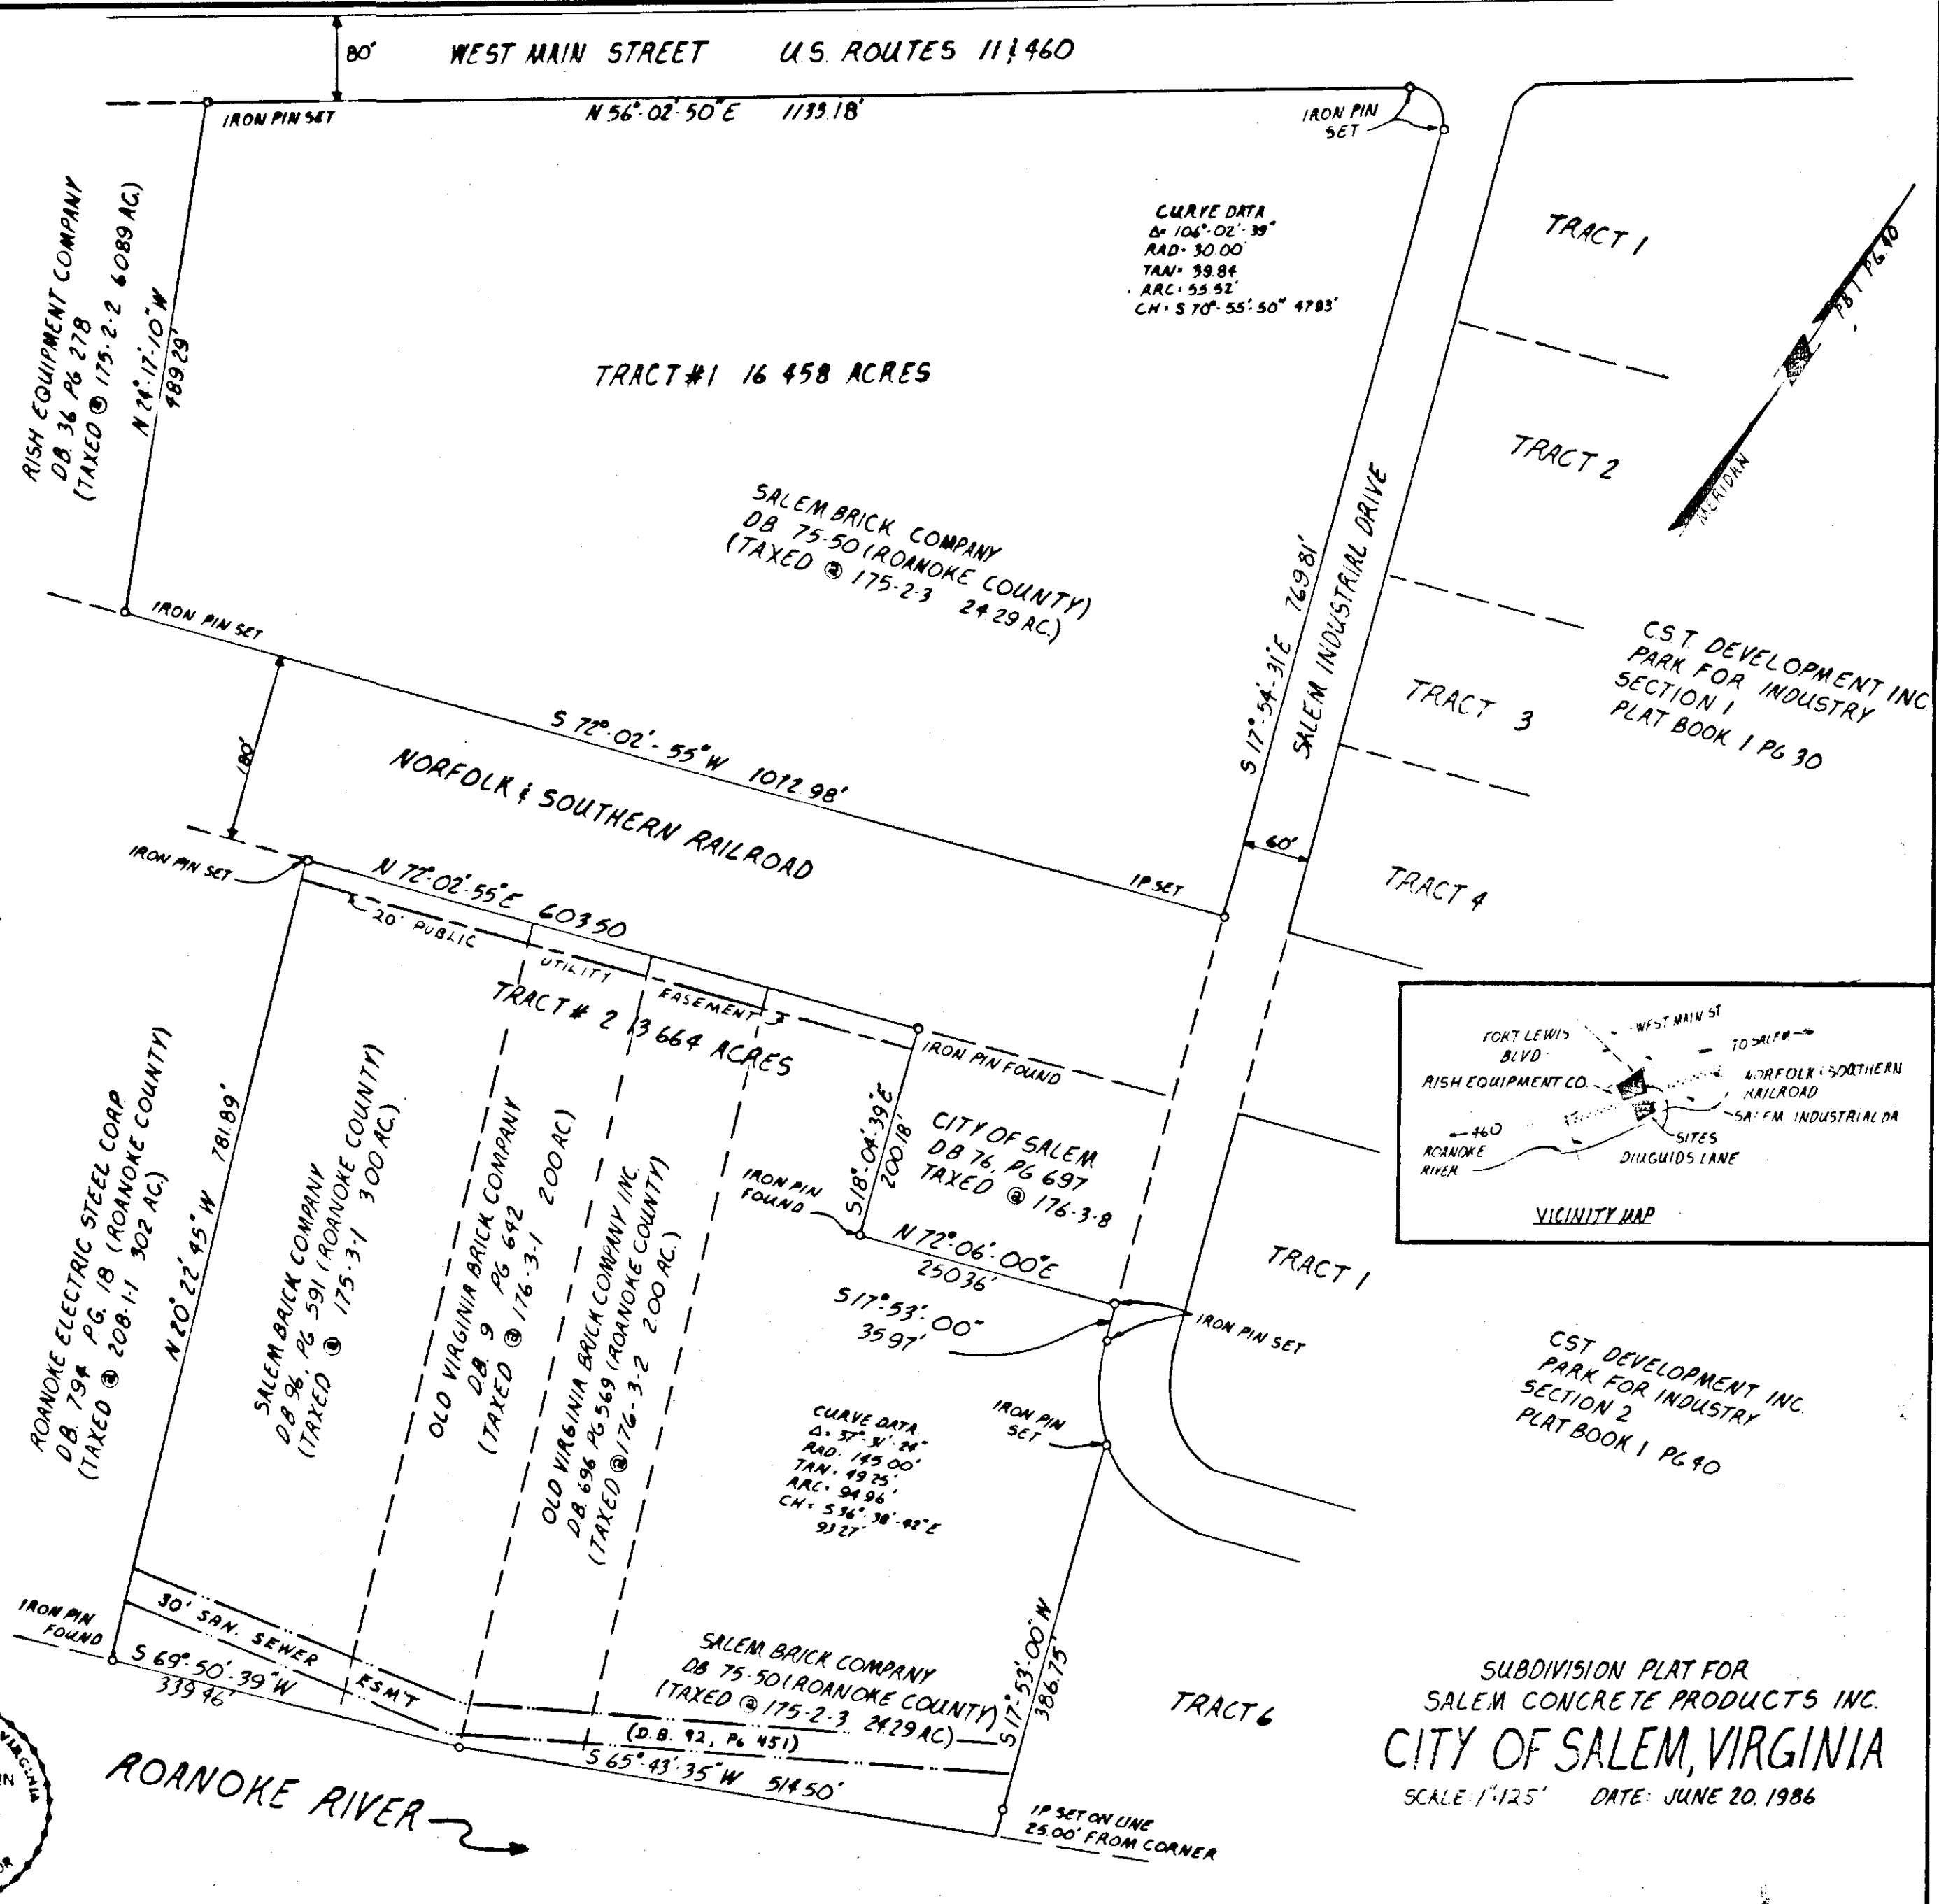 80' WEST MAIN STREET U.S. ROUTES 11 & 460
IRON PIN SET
N 56°-02'-50"E 1133.18'
IRON PIN
SET
RISH EQUIPMENT COMPANY
DB. 36 PG 278
(TAXED @ 175-2-2 6.089 AC.)
N 24°-17'-10"W
489.29'
CURVE DATA
Δ= 106°-02'-39"
RAD= 30.00'
TAN= 39.84
ARC= 55.52'
CH= S 70°-55'-50" 47.93'
TRACT #1 16.458 ACRES
SALEM BRICK COMPANY
DB 75-50 (ROANOKE COUNTY)
(TAXED @ 175-2-3 24.29 AC.)
IRON PIN SET
S 72°-02'-55"W 1072.98'
IP SET
S 17°-54'-31"E 769.81'
SALEM INDUSTRIAL DRIVE
60'
TRACT 1
TRACT 2
TRACT 3
TRACT 4
PB 1 PG. 40
MERIDIAN
C.S.T. DEVELOPMENT INC
PARK FOR INDUSTRY
SECTION 1
PLAT BOOK 1 PG. 30
180'
NORFOLK & SOUTHERN RAILROAD
IRON PIN SET
N 72°-02'-55"E 603.50
20' PUBLIC UTILITY EASEMENT
TRACT # 2 13.664 ACRES
IRON PIN FOUND
ROANOKE ELECTRIC STEEL CORP.
D.B. 794 PG. 18 (ROANOKE COUNTY)
(TAXED @ 208-1-1 302 AC.)
N 20° 22' 45" W 781.89'
SALEM BRICK COMPANY
D.B 96, PG 591 (ROANOKE COUNTY)
(TAXED @ 175-3-1 3.00 AC.)
OLD VIRGINIA BRICK COMPANY
D.B. 9 PG 642
(TAXED @ 176-3-1 2.00 AC)
OLD VIRGINIA BRICK COMPANY INC.
D.B. 696 PG 569 (ROANOKE COUNTY)
(TAXED @ 176-3-2 2.00 AC.)
S 18°-04'-39"E
200.18'
CITY OF SALEM
DB 76, PG 697
TAXED @ 176-3-8
IRON PIN
FOUND
N 72°-06'-00"E
250.36'
S 17°-53'-00"
35.97'
IRON PIN SET
TRACT 1
CST DEVELOPMENT INC.
PARK FOR INDUSTRY
SECTION 2
PLAT BOOK 1 PG 40
CURVE DATA
Δ= 37°-31'-24"
RAD. 145.00'
TAN. 49.25'
ARC. 94.96'
CH= S 36°-38'-42"E
93.27'
IRON PIN
SET
FORT LEWIS
BLVD.
WEST MAIN ST
TO SALEM
RISH EQUIPMENT CO.
NORFOLK & SOUTHERN
RAILROAD
SALEM INDUSTRIAL DR
460
SITES
ROANOKE
RIVER
DIUGUIDS LANE
VICINITY MAP
IRON PIN
FOUND
30' SAN. SEWER ESM'T
S 69°-50'-39"W
339.46'
SALEM BRICK COMPANY
DB 75-50 (ROANOKE COUNTY)
(TAXED @ 175-2-3 24.29 AC)
(D.B. 92, PG 451)
S 65°-43'-35"W 514.50'
S 17°-53'-00"W
386.75'
TRACT 6
IP SET ON LINE
25.00' FROM CORNER
ROANOKE RIVER
SUBDIVISION PLAT FOR
SALEM CONCRETE PRODUCTS INC.
CITY OF SALEM, VIRGINIA
SCALE: 1"=125' DATE: JUNE 20, 1986
VIRGINIA